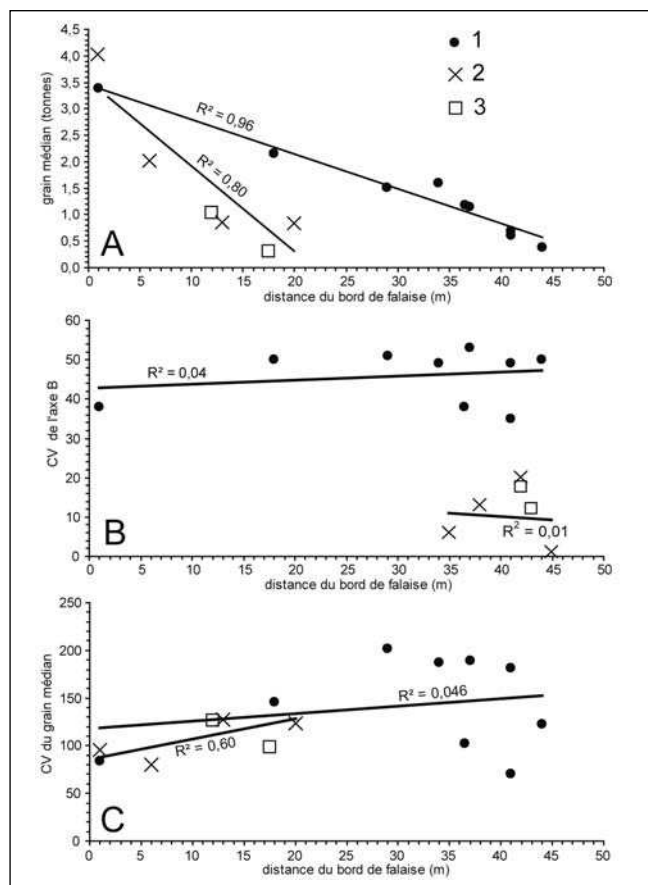 4,5
4,0
3,5
3,0
2,5
2,0
1,5
1,0
0,5
0,0
grain médian (tonnes)
1
2
3
R² = 0,96
R² = 0,80
A
0 5 10 15 20 25 30 35 40 45 50
distance du bord de falaise (m)
60
50
40
30
20
10
0
CV de l'axe B
R² = 0,04
R² = 0,01
B
0 5 10 15 20 25 30 35 40 45 50
distance du bord de falaise (m)
250
200
150
100
50
0
CV du grain médian
R² = 0,046
R² = 0,60
C
0 5 10 15 20 25 30 35 40 45 50
distance du bord de falaise (m)